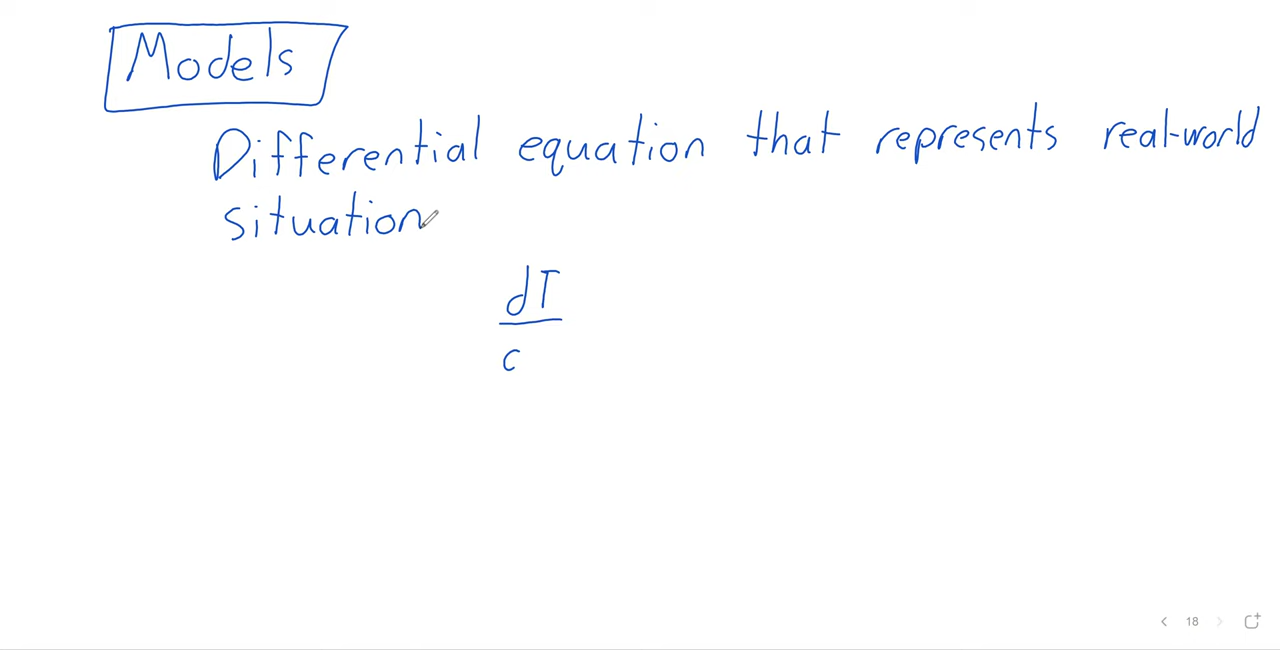 Models
Differential equation that represents real-world
situation
dT
c
18